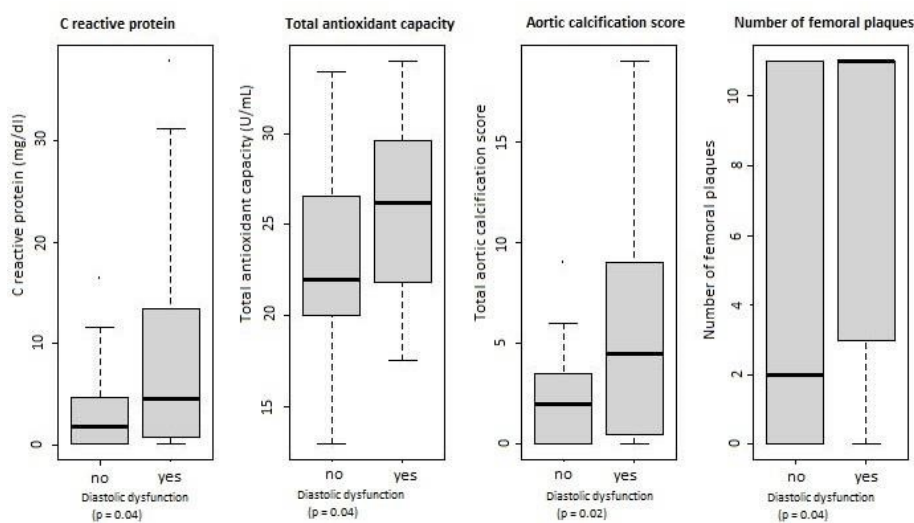 C reactive protein
C reactive protein (mg/dl)
30
20
10
0
no yes
Diastolic dysfunction
(p = 0.04)
Total antioxidant capacity
Total antioxidant capacity (U/mL)
30
25
20
15
no yes
Diastolic dysfunction
(p = 0.04)
Aortic calcification score
Total aortic calcification score
15
10
5
0
no yes
Diastolic dysfunction
(p = 0.02)
Number of femoral plaques
Number of femoral plaques
10
8
6
4
2
0
no yes
Diastolic dysfunction
(p = 0.04)